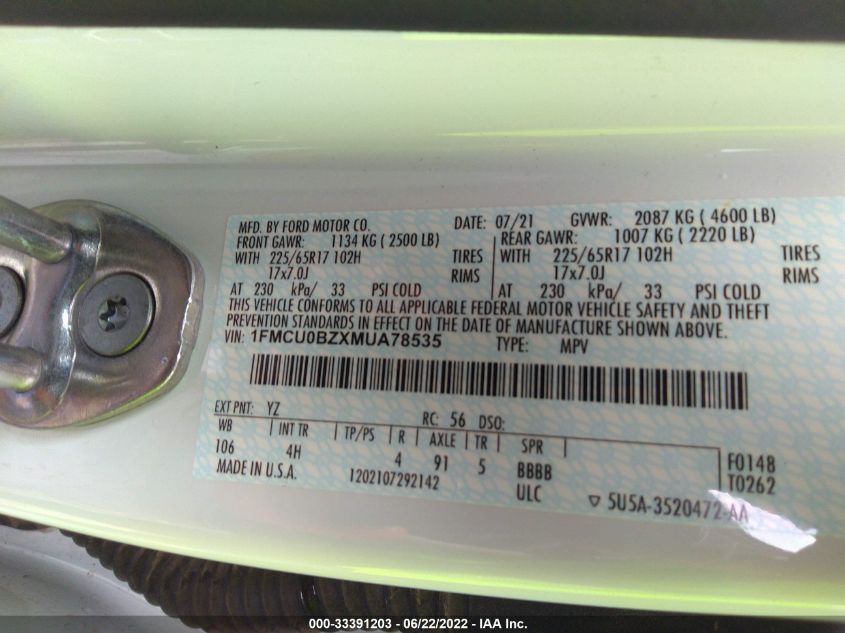 MFD. BY FORD MOTOR CO. DATE: 07/21 GVWR: 2087 KG ( 4600 LB)
FRONT GAWR: 1134 KG ( 2500 LB) REAR GAWR: 1007 KG ( 2220 LB)
WITH 225/65R17 102H TIRES WITH 225/65R17 102H TIRES
17x7.0J RIMS 17x7.0J RIMS
AT 230 kPa/ 33 PSI COLD AT 230 kPa/ 33 PSI COLD
THIS VEHICLE CONFORMS TO ALL APPLICABLE FEDERAL MOTOR VEHICLE SAFETY AND THEFT
PREVENTION STANDARDS IN EFFECT ON THE DATE OF MANUFACTURE SHOWN ABOVE.
VIN: 1FMCU0BZXMUA78535 TYPE: MPV
EXT PNT: YZ RC: 56 DSO:
WB INT TR TP/PS R AXLE TR SPR
106 4H 4 91 5 BBBB F0148
MADE IN U.S.A. 1202107292142 ULC T0262
5U5A-3520472-AA
000-33391203 - 06/22/2022 - IAA Inc.